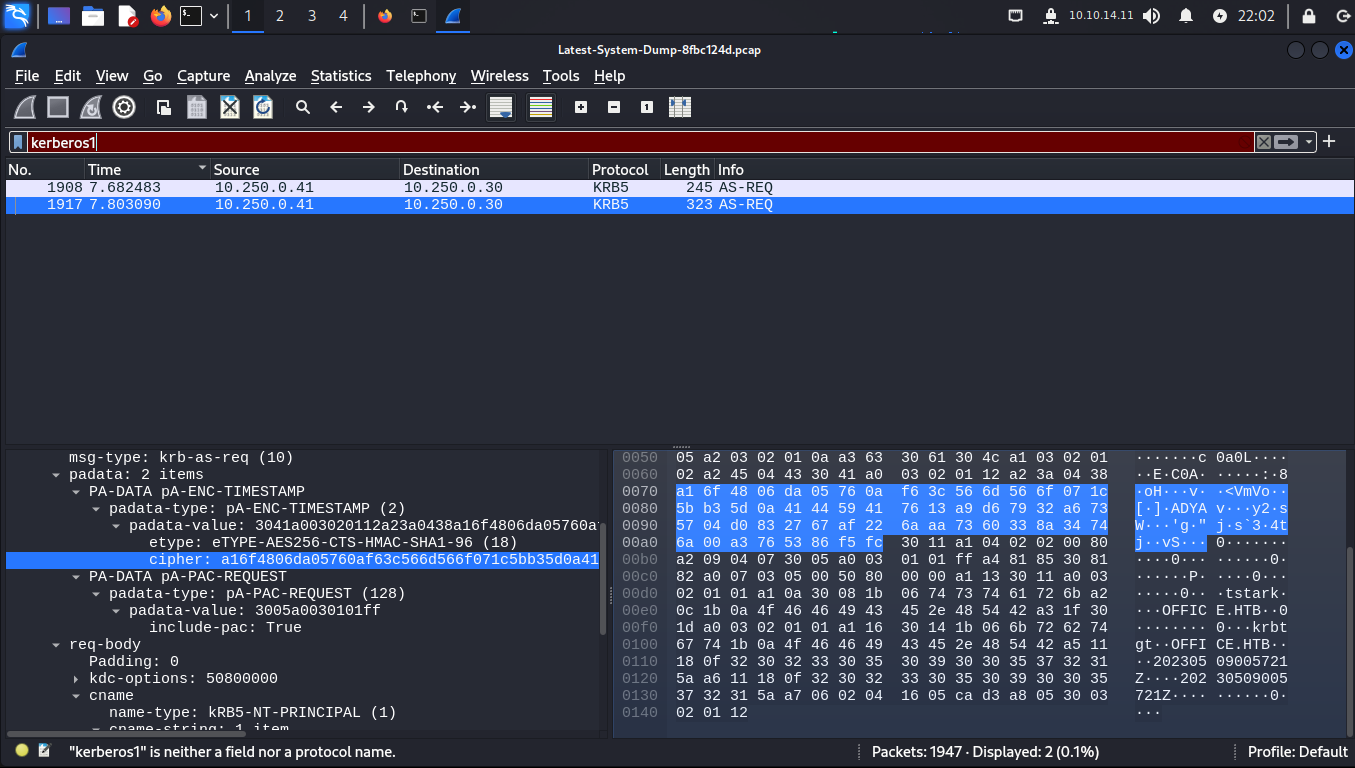 1 2 3 4 10.10.14.11 22:02
Latest-System-Dump-8fbc124d.pcap
File Edit View Go Capture Analyze Statistics Telephony Wireless Tools Help
kerberos1
No. Time Source Destination Protocol Length Info
1908 7.682483 10.250.0.41 10.250.0.30 KRB5 245 AS-REQ
1917 7.803090 10.250.0.41 10.250.0.30 KRB5 323 AS-REQ
msg-type: krb-as-req (10)
padata: 2 items
PA-DATA pA-ENC-TIMESTAMP
padata-type: pA-ENC-TIMESTAMP (2)
padata-value: 3041a003020112a23a0438a16f4806da05760a
etype: eTYPE-AES256-CTS-HMAC-SHA1-96 (18)
cipher: a16f4806da05760af63c566d566f071c5bb35d0a41
PA-DATA pA-PAC-REQUEST
padata-type: pA-PAC-REQUEST (128)
padata-value: 3005a0030101ff
include-pac: True
req-body
Padding: 0
kdc-options: 50800000
cname
name-type: kRB5-NT-PRINCIPAL (1)
cname-string: 1 item
0050 05 a2 03 02 01 0a a3 63 30 61 30 4c a1 03 02 01 ·······c 0a0L····
0060 02 a2 45 04 43 30 41 a0 03 02 01 12 a2 3a 04 38 ··E·C0A· ·····:·8
0070 a1 6f 48 06 da 05 76 0a f6 3c 56 6d 56 6f 07 1c ·oH···v· ·<VmVo··
0080 5b b3 5d 0a 41 44 59 41 76 13 a9 d6 79 32 a6 73 [·]·ADYA v···y2·s
0090 57 04 d0 83 27 67 af 22 6a aa 73 60 33 8a 34 74 W···'g·" j·s`3·4t
00a0 6a 00 a3 76 53 86 f5 fc 30 11 a1 04 02 02 00 80 j··vS··· 0·······
00b0 a2 09 04 07 30 05 a0 03 01 01 ff a4 81 85 30 81 ····0··· ······0·
00c0 82 a0 07 03 05 00 50 80 00 00 a1 13 30 11 a0 03 ······P· ····0···
00d0 02 01 01 a1 0a 30 08 1b 06 74 73 74 61 72 6b a2 ·····0·· ·tstark·
00e0 0c 1b 0a 4f 46 46 49 43 45 2e 48 54 42 a3 1f 30 ···OFFIC E.HTB··0
00f0 1d a0 03 02 01 02 a1 16 30 14 1b 06 6b 72 62 74 ········ 0···krbt
0100 67 74 1b 0a 4f 46 46 49 43 45 2e 48 54 42 a5 11 gt··OFFI CE.HTB··
0110 18 0f 32 30 32 33 30 35 30 39 30 30 35 37 32 31 ··202305 09005721
0120 5a a6 11 18 0f 32 30 32 33 30 35 30 39 30 30 35 Z····202 30509005
0130 37 32 31 5a a7 06 02 04 16 05 ca d3 a8 05 30 03 721Z···· ······0·
0140 02 01 12 ···
"kerberos1" is neither a field nor a protocol name. Packets: 1947 · Displayed: 2 (0.1%) Profile: Default